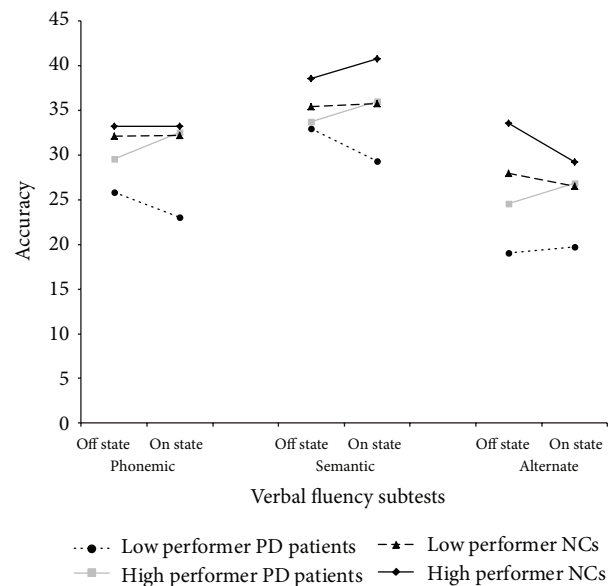 45
40
35
30
25
20
15
10
5
0
Accuracy
Off state On state Off state On state Off state On state
Phonemic Semantic Alternate
Verbal fluency subtests
Low performer PD patients Low performer NCs
High performer PD patients High performer NCs